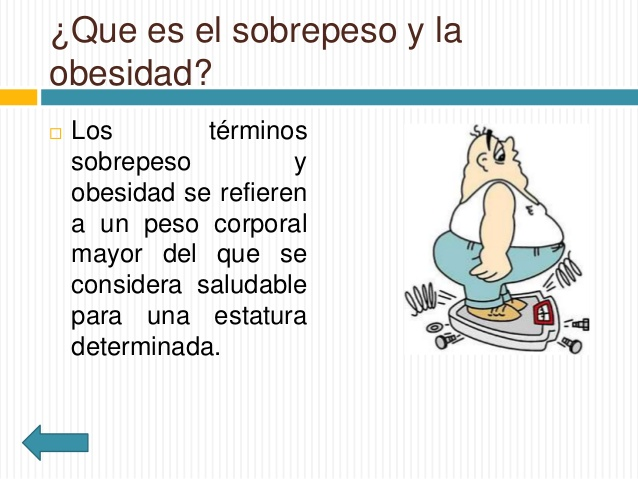 ¿Que es el sobrepeso y la
obesidad?
Los términos
sobrepeso y
obesidad se refieren
a un peso corporal
mayor del que se
considera saludable
para una estatura
determinada.